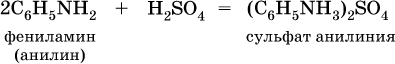 2C₆H₅NH₂ + H₂SO₄ = (C₆H₅NH₃)₂SO₄
фениламин сульфат анилиния
(анилин)